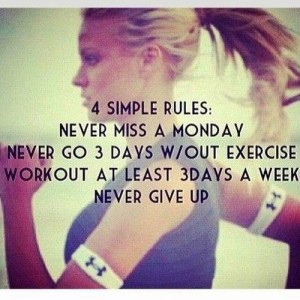 4 SIMPLE RULES:
NEVER MISS A MONDAY
NEVER GO 3 DAYS W/OUT EXERCISE
WORKOUT AT LEAST 3DAYS A WEEK
NEVER GIVE UP